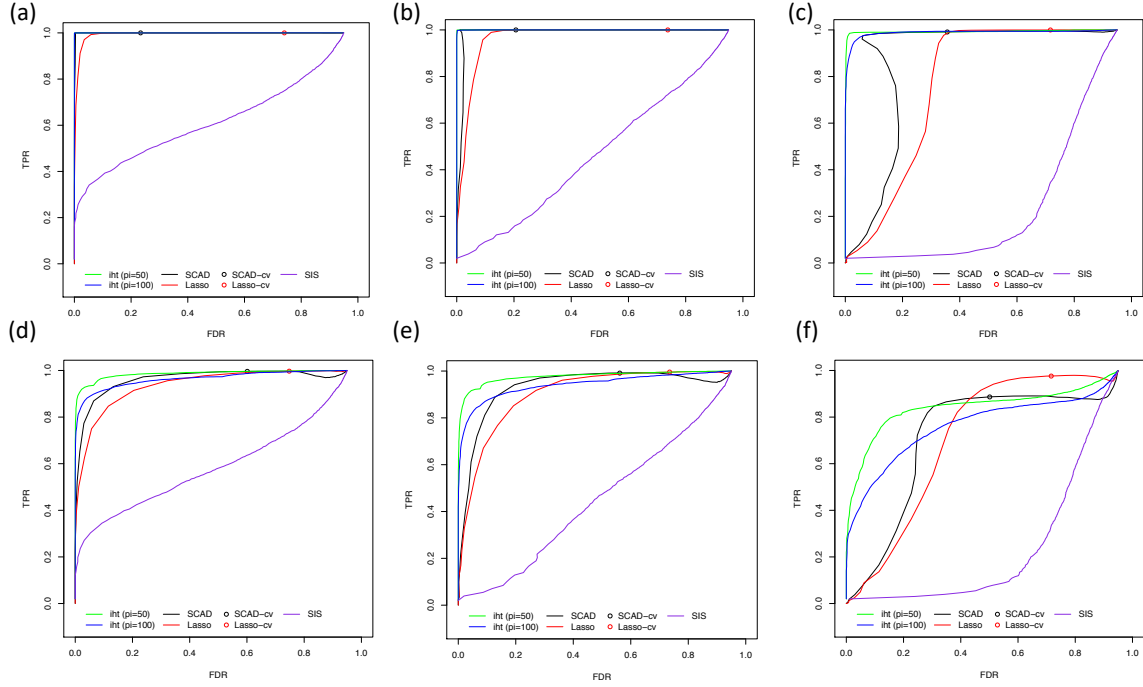 (a)
TPR
0.0 0.2 0.4 0.6 0.8 1.0
iht (pi=50) SCAD SCAD-cv SIS
iht (pi=100) Lasso Lasso-cv
0.0 0.2 0.4 0.6 0.8 1.0
FDR
(b)
TPR
0.0 0.2 0.4 0.6 0.8 1.0
iht (pi=50) SCAD SCAD-cv SIS
iht (pi=100) Lasso Lasso-cv
0.0 0.2 0.4 0.6 0.8 1.0
FDR
(c)
TPR
0.0 0.2 0.4 0.6 0.8 1.0
iht (pi=50) SCAD SCAD-cv SIS
iht (pi=100) Lasso Lasso-cv
0.0 0.2 0.4 0.6 0.8 1.0
FDR
(d)
TPR
0.0 0.2 0.4 0.6 0.8 1.0
iht (pi=50) SCAD SCAD-cv SIS
iht (pi=100) Lasso Lasso-cv
0.0 0.2 0.4 0.6 0.8 1.0
FDR
(e)
TPR
0.0 0.2 0.4 0.6 0.8 1.0
iht (pi=50) SCAD SCAD-cv SIS
iht (pi=100) Lasso Lasso-cv
0.0 0.2 0.4 0.6 0.8 1.0
FDR
(f)
TPR
0.0 0.2 0.4 0.6 0.8 1.0
iht (pi=50) SCAD SCAD-cv SIS
iht (pi=100) Lasso Lasso-cv
0.0 0.2 0.4 0.6 0.8 1.0
FDR